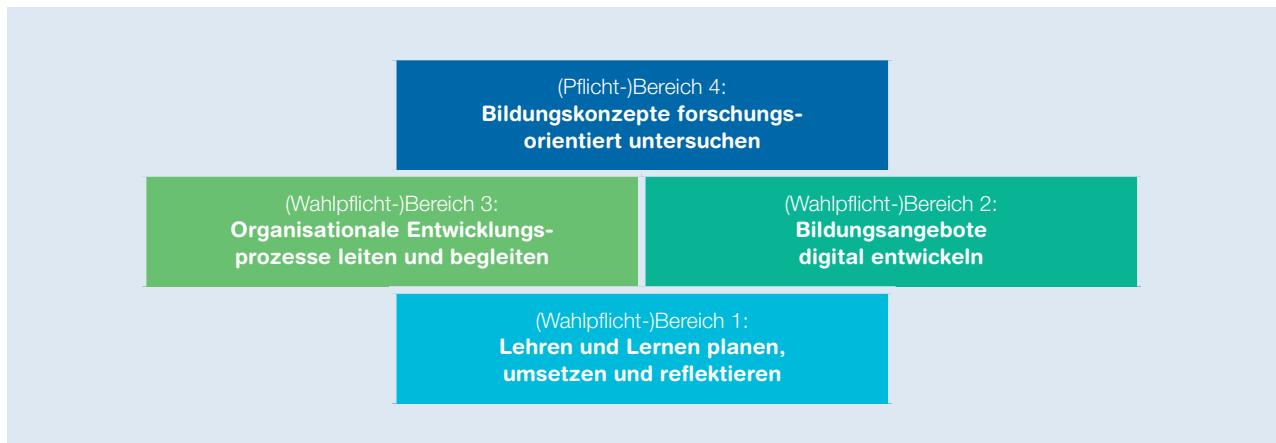 (Pflicht-)Bereich 4:
Bildungskonzepte forschungs-
orientiert untersuchen
(Wahlpflicht-)Bereich 3:
Organisationale Entwicklungs-
prozesse leiten und begleiten
(Wahlpflicht-)Bereich 2:
Bildungsangebote
digital entwickeln
(Wahlpflicht-)Bereich 1:
Lehren und Lernen planen,
umsetzen und reflektieren